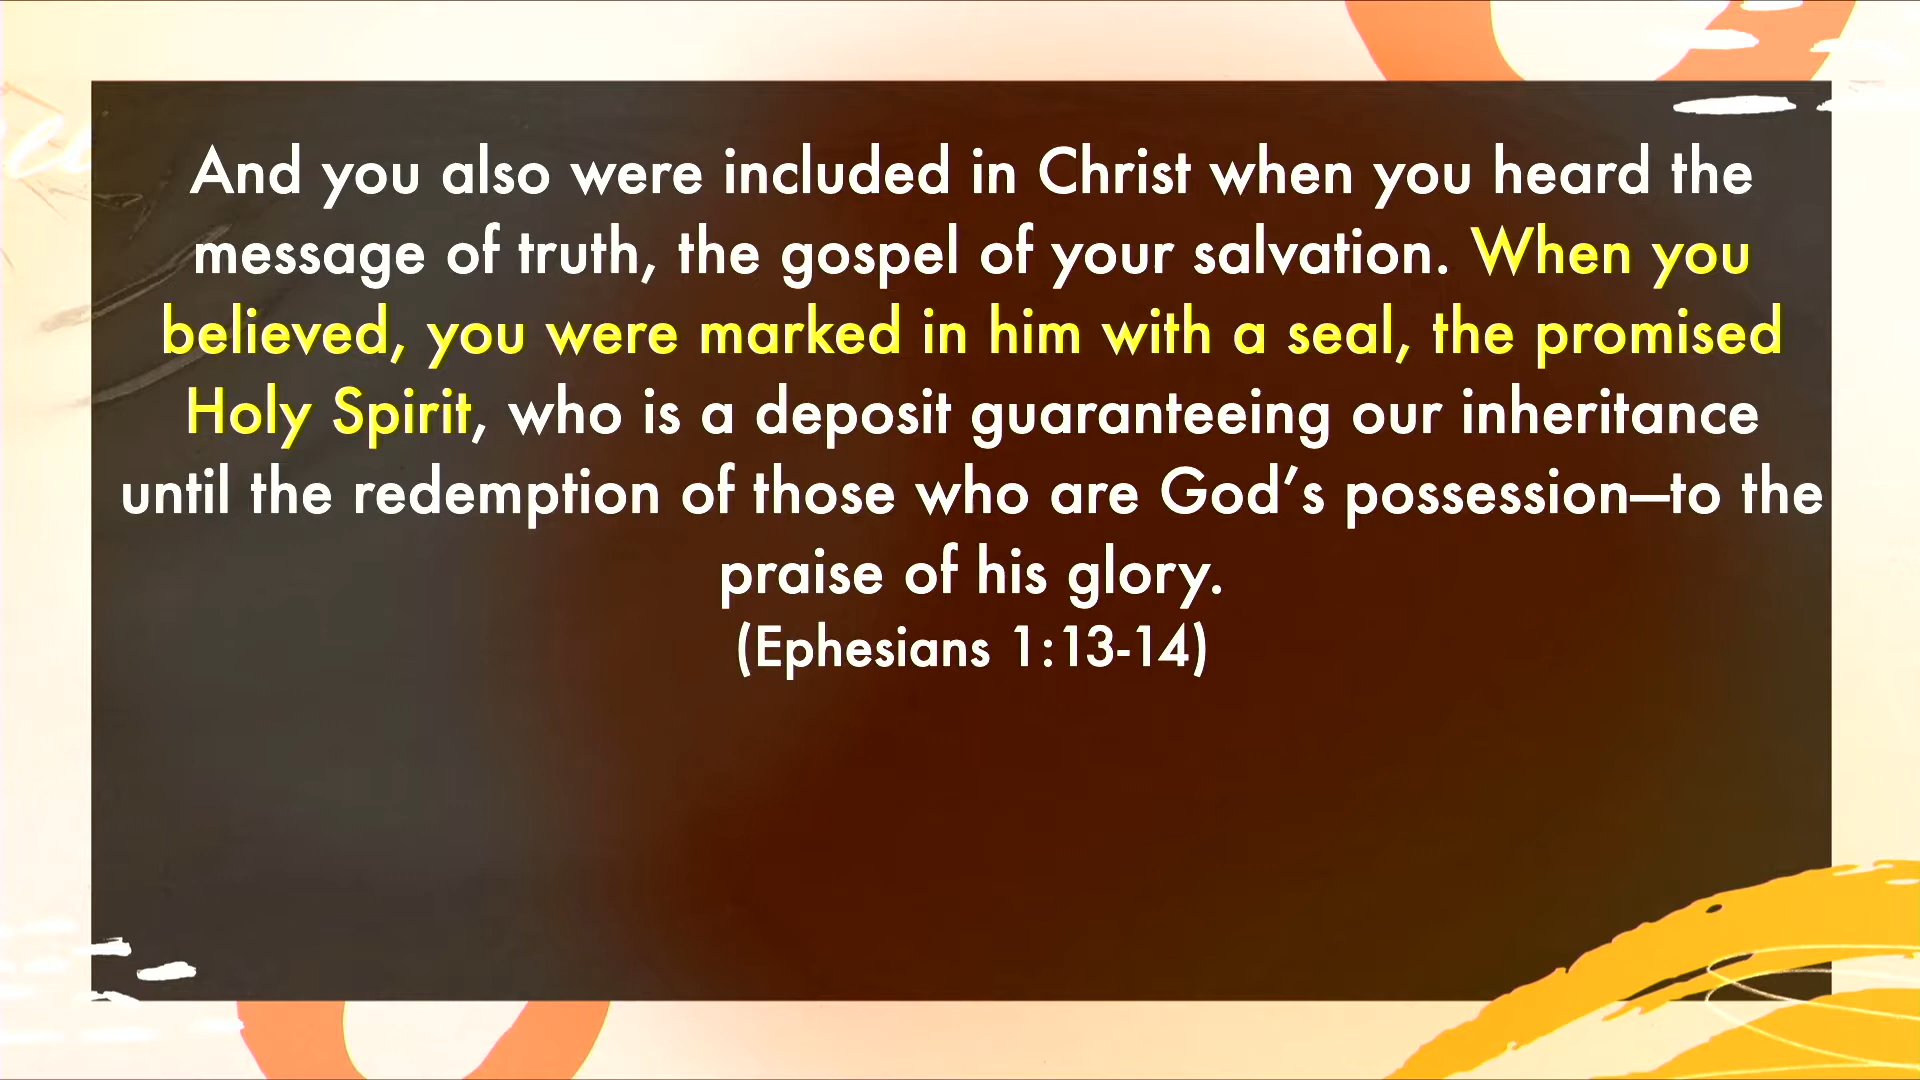 And you also were included in Christ when you heard the
message of truth, the gospel of your salvation. When you
believed, you were marked in him with a seal, the promised
Holy Spirit, who is a deposit guaranteeing our inheritance
until the redemption of those who are God’s possession—to the
praise of his glory.
(Ephesians 1:13-14)